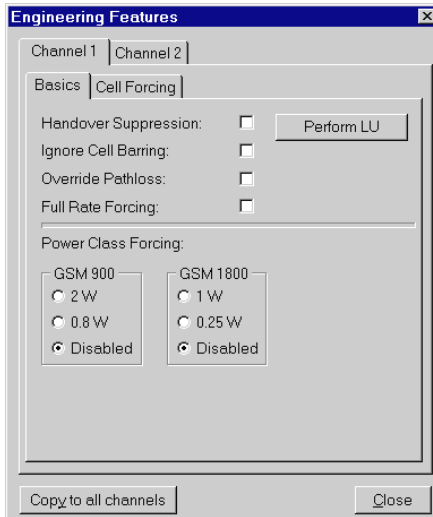 Engineering Features
Channel 1 Channel 2
Basics Cell Forcing
Handover Suppression: Perform LU
Ignore Cell Barring:
Override Pathloss:
Full Rate Forcing:
Power Class Forcing:
GSM 900 GSM 1800
2 W 1 W
0.8 W 0.25 W
Disabled Disabled
Copy to all channels Close